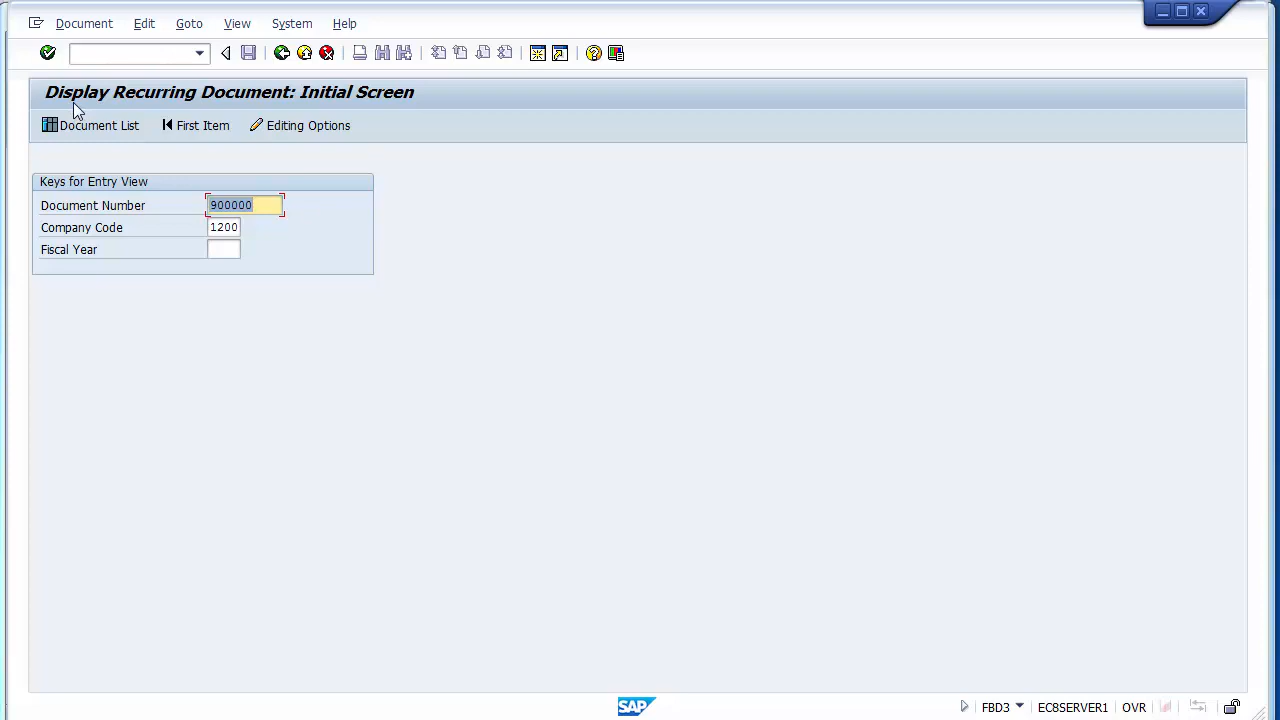 Document Edit Goto View System Help
Display Recurring Document: Initial Screen
Document List First Item Editing Options
Keys for Entry View
Document Number 900000
Company Code 1200
Fiscal Year
SAP FBD3 EC8SERVER1 OVR